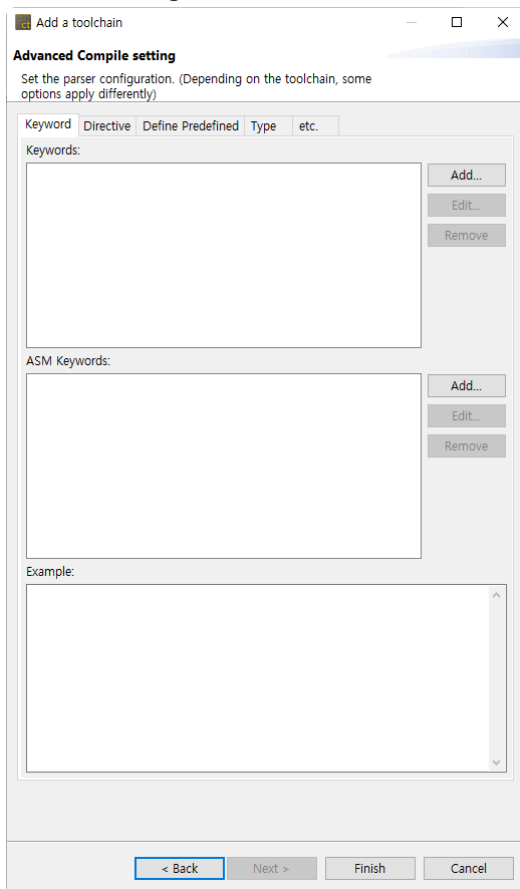 ct Add a toolchain
Advanced Compile setting
Set the parser configuration. (Depending on the toolchain, some
options apply differently)
Keyword Directive Define Predefined Type etc.
Keywords:
Add...
Edit...
Remove
ASM Keywords:
Add...
Edit...
Remove
Example:
< Back Next > Finish Cancel